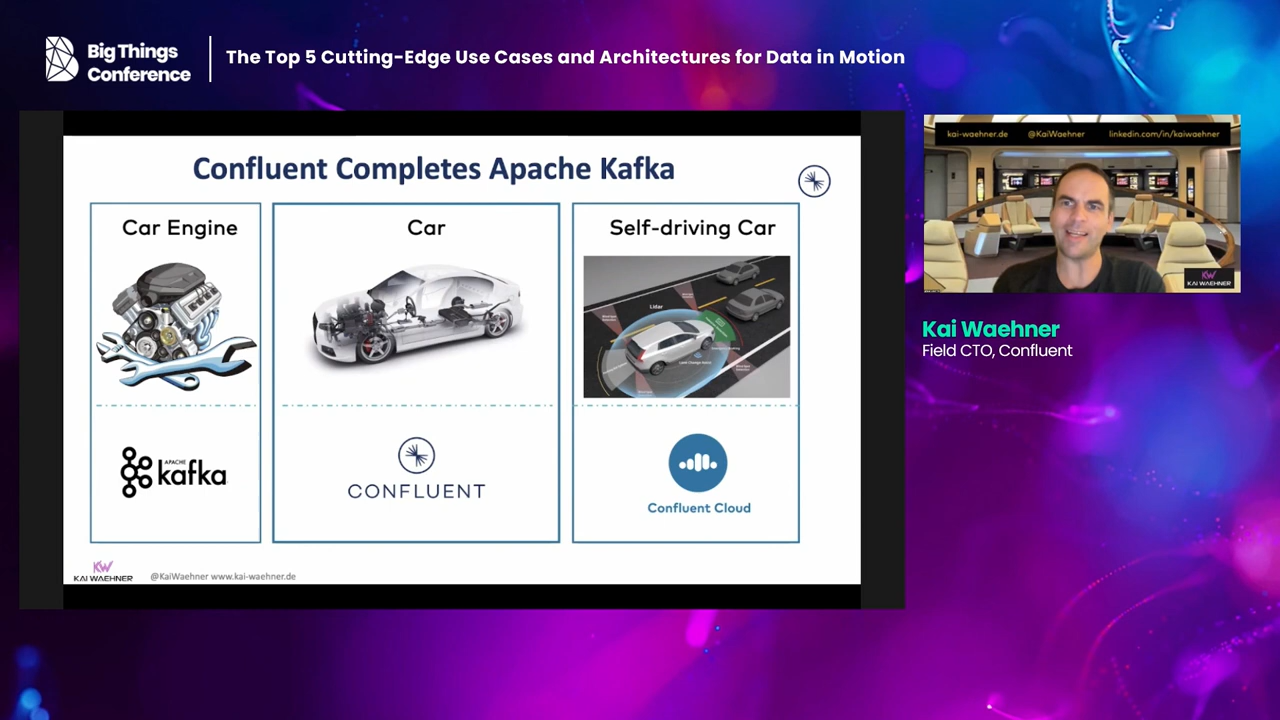 Big Things
Conference
The Top 5 Cutting-Edge Use Cases and Architectures for Data in Motion
Confluent Completes Apache Kafka
Car Engine
Car
Self-driving Car
Lidar
APACHE
kafka
CONFLUENT
Confluent Cloud
KW
KAI WAEHNER
@KaiWaehner www.kai-waehner.de
kai-waehner.de
@KaiWaehner
linkedin.com/in/kaiwaehner
KW
KAI WAEHNER
Kai Waehner
Field CTO, Confluent